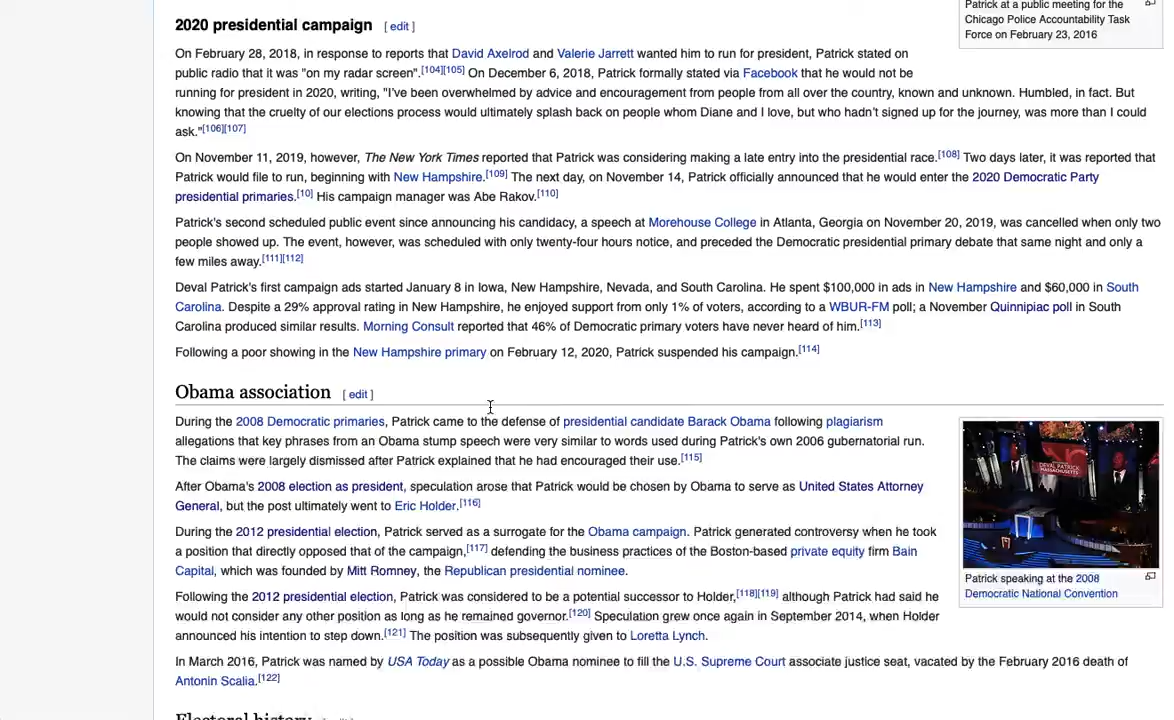 Patrick at a public meeting for the
Chicago Police Accountability Task
Force on February 23, 2016
2020 presidential campaign [ edit ]
On February 28, 2018, in response to reports that David Axelrod and Valerie Jarrett wanted him to run for president, Patrick stated on
public radio that it was "on my radar screen".[104][105] On December 6, 2018, Patrick formally stated via Facebook that he would not be
running for president in 2020, writing, "I've been overwhelmed by advice and encouragement from people from all over the country, known and unknown. Humbled, in fact. But
knowing that the cruelty of our elections process would ultimately splash back on people whom Diane and I love, but who hadn't signed up for the journey, was more than I could
ask."[106][107]
On November 11, 2019, however, The New York Times reported that Patrick was considering making a late entry into the presidential race.[108] Two days later, it was reported that
Patrick would file to run, beginning with New Hampshire.[109] The next day, on November 14, Patrick officially announced that he would enter the 2020 Democratic Party
presidential primaries.[10] His campaign manager was Abe Rakov.[110]
Patrick's second scheduled public event since announcing his candidacy, a speech at Morehouse College in Atlanta, Georgia on November 20, 2019, was cancelled when only two
people showed up. The event, however, was scheduled with only twenty-four hours notice, and preceded the Democratic presidential primary debate that same night and only a
few miles away.[111][112]
Deval Patrick's first campaign ads started January 8 in Iowa, New Hampshire, Nevada, and South Carolina. He spent $100,000 in ads in New Hampshire and $60,000 in South
Carolina. Despite a 29% approval rating in New Hampshire, he enjoyed support from only 1% of voters, according to a WBUR-FM poll; a November Quinnipiac poll in South
Carolina produced similar results. Morning Consult reported that 46% of Democratic primary voters have never heard of him.[113]
Following a poor showing in the New Hampshire primary on February 12, 2020, Patrick suspended his campaign.[114]
Obama association [ edit ]
During the 2008 Democratic primaries, Patrick came to the defense of presidential candidate Barack Obama following plagiarism
allegations that key phrases from an Obama stump speech were very similar to words used during Patrick's own 2006 gubernatorial run.
The claims were largely dismissed after Patrick explained that he had encouraged their use.[115]
After Obama's 2008 election as president, speculation arose that Patrick would be chosen by Obama to serve as United States Attorney
General, but the post ultimately went to Eric Holder.[116]
During the 2012 presidential election, Patrick served as a surrogate for the Obama campaign. Patrick generated controversy when he took
a position that directly opposed that of the campaign,[117] defending the business practices of the Boston-based private equity firm Bain
Capital, which was founded by Mitt Romney, the Republican presidential nominee.
Following the 2012 presidential election, Patrick was considered to be a potential successor to Holder,[118][119] although Patrick had said he
would not consider any other position as long as he remained governor.[120] Speculation grew once again in September 2014, when Holder
announced his intention to step down.[121] The position was subsequently given to Loretta Lynch.
In March 2016, Patrick was named by USA Today as a possible Obama nominee to fill the U.S. Supreme Court associate justice seat, vacated by the February 2016 death of
Antonin Scalia.[122]
DEVAL PATRICK
MASSACHUSETTS
Patrick speaking at the 2008
Democratic National Convention
Electoral history [ edit ]